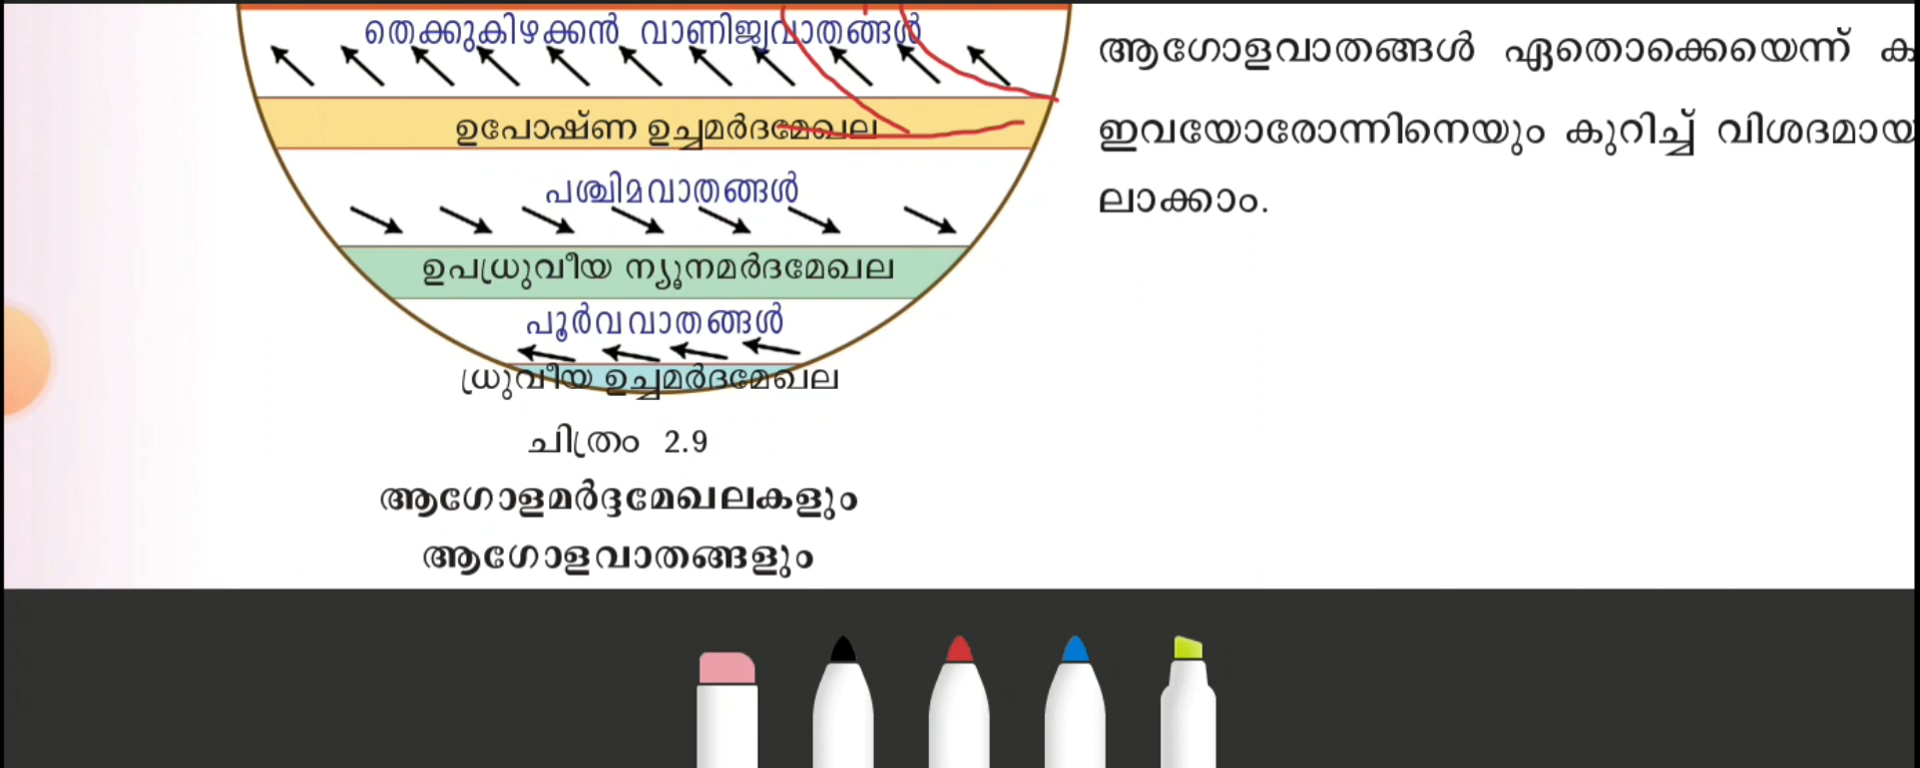 തെക്കുകിഴക്കൻ വാണിജ്യവാതങ്ങൾ
ഉപോഷ്ണ ഉച്ചമർദമേഖല
പശ്ചിമവാതങ്ങൾ
ഉപധ്രുവീയ ന്യൂനമർദമേഖല
പൂർവവാതങ്ങൾ
ധ്രുവീയ ഉച്ചമർദമേഖല
ചിത്രം 2.9
ആഗോളമർദ്ദമേഖലകളും
ആഗോളവാതങ്ങളും
ആഗോളവാതങ്ങൾ ഏതൊക്കെയെന്ന്
ഇവയോരോന്നിനെയും കുറിച്ച് വിശദമായ
ലാക്കാം.